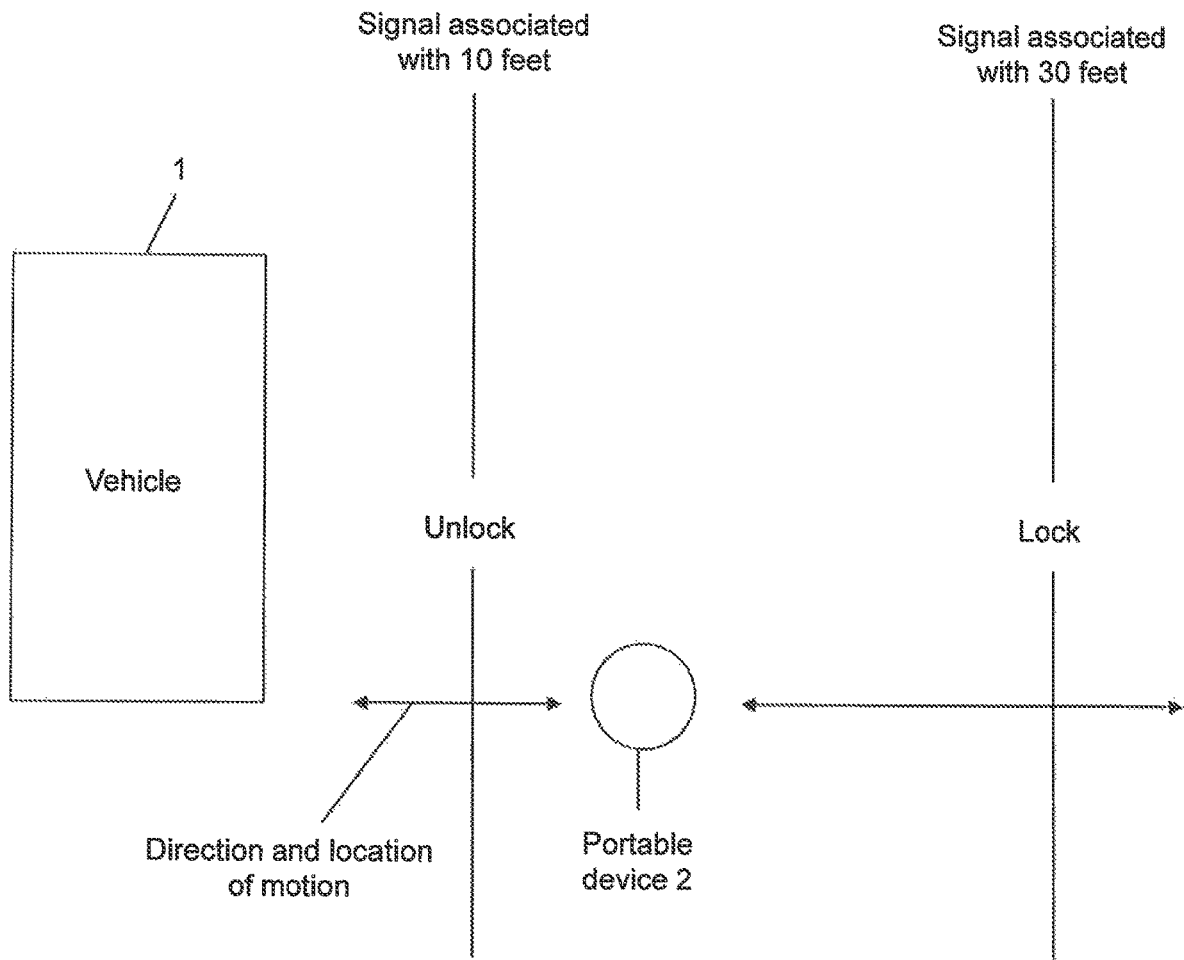 Signal associated
with 10 feet
Signal associated
with 30 feet
1
Vehicle
Unlock
Lock
Direction and location
of motion
Portable
device 2